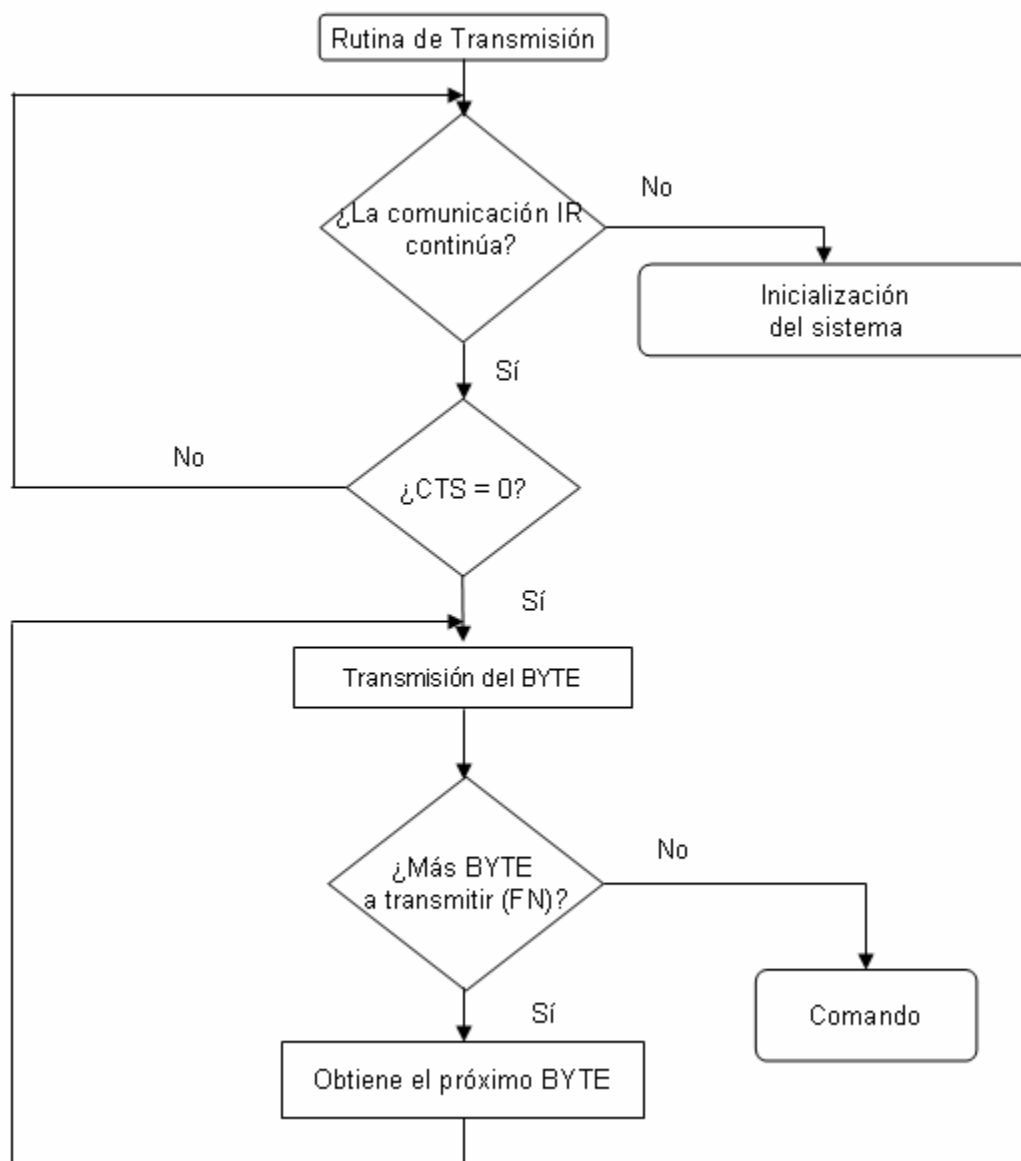 Rutina de Transmisión
No
¿La comunicación IR
continúa?
Inicialización
del sistema
Sí
No
¿CTS = 0?
Sí
Transmisión del BYTE
No
¿Más BYTE
a transmitir (FN)?
Comando
Sí
Obtiene el próximo BYTE